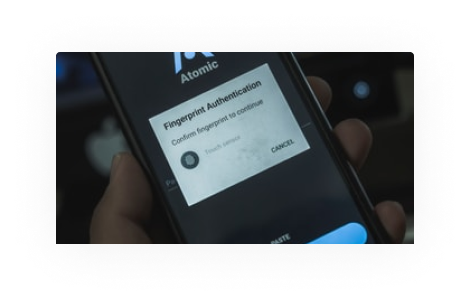 Atomic
Fingerprint Authentication
Confirm fingerprint to continue
Touch sensor
CANCEL
PASTE